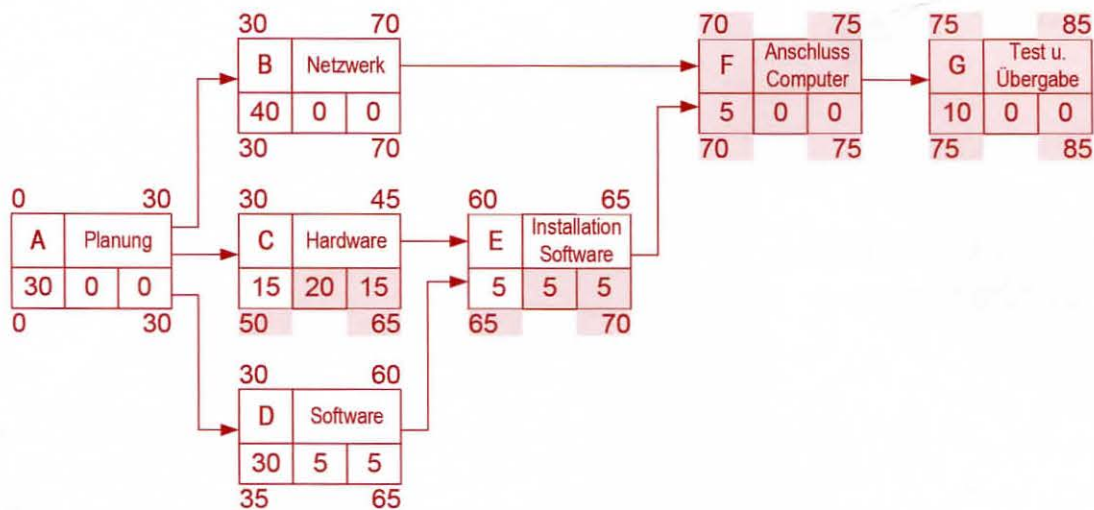 30 70
B Netzwerk
40 0 0
30 70
70 75
F Anschluss
Computer
5 0 0
70 75
75 85
G Test u.
Übergabe
10 0 0
75 85
0 30
A Planung
30 0 0
0 30
30 45
C Hardware
15 20 15
50 65
60 65
E Installation
Software
5 5 5
65 70
30 60
D Software
30 5 5
35 65